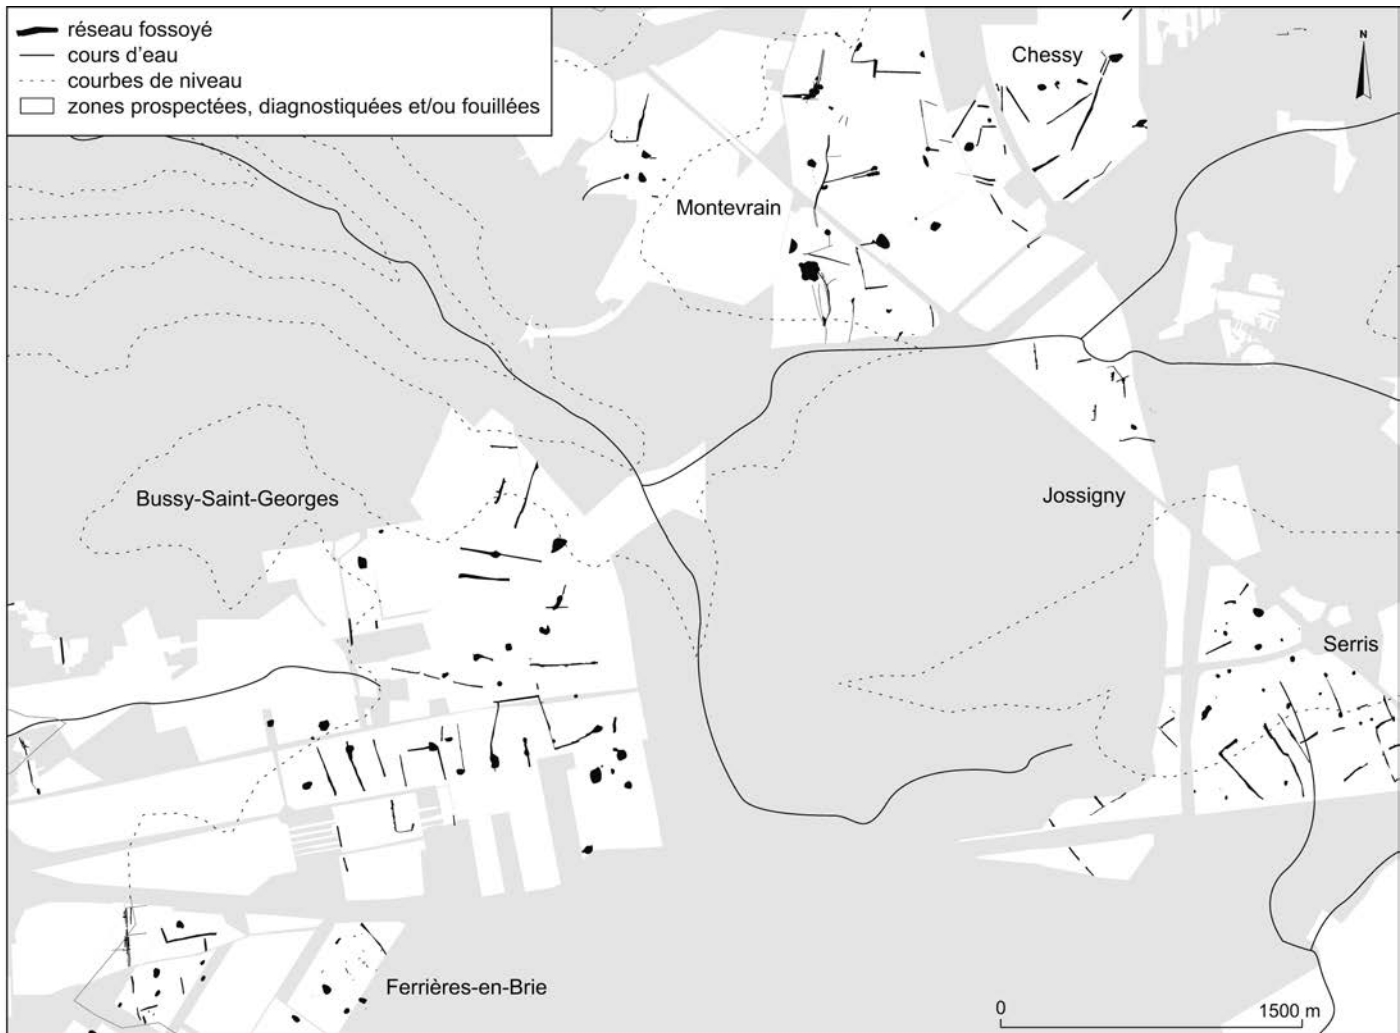 réseau fossoyé
cours d'eau
courbes de niveau
zones prospectées, diagnostiquées et/ou fouillées
N
Chessy
Montevrain
Bussy-Saint-Georges
Jossigny
Serris
Ferrières-en-Brie
0 1500 m